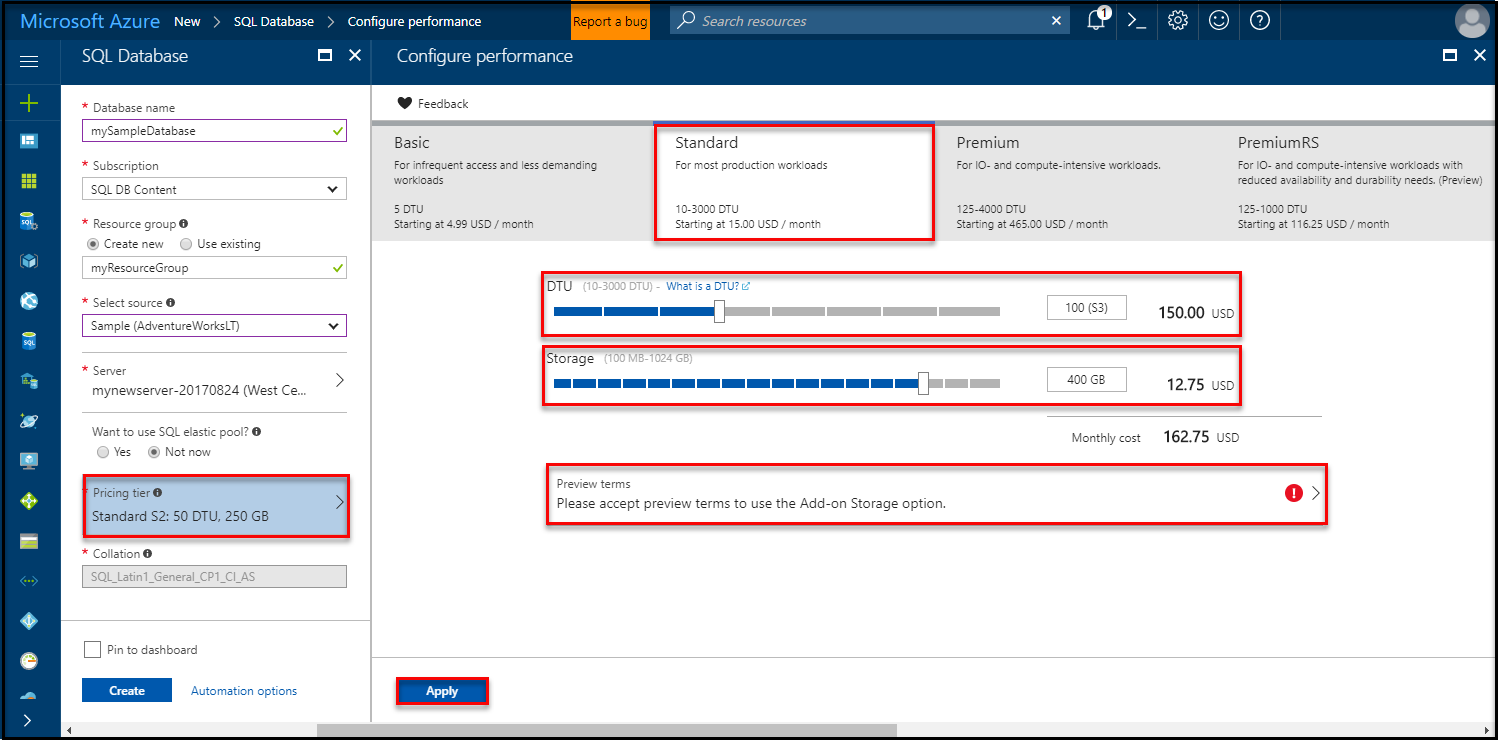 Microsoft Azure New > SQL Database > Configure performance Report a bug Search resources 1
SQL Database
Configure performance
* Database name
mySampleDatabase
* Subscription
SQL DB Content
* Resource group
Create new Use existing
myResourceGroup
* Select source
Sample (AdventureWorksLT)
* Server
mynewserver-20170824 (West Ce...
Want to use SQL elastic pool?
Yes Not now
* Pricing tier
Standard S2: 50 DTU, 250 GB
* Collation
SQL_Latin1_General_CP1_CI_AS
Pin to dashboard
Create Automation options
Feedback
Basic
For infrequent access and less demanding
workloads
5 DTU
Starting at 4.99 USD / month
Standard
For most production workloads
10-3000 DTU
Starting at 15.00 USD / month
Premium
For IO- and compute-intensive workloads.
125-4000 DTU
Starting at 465.00 USD / month
PremiumRS
For IO- and compute-intensive workloads with
reduced availability and durability needs. (Preview)
125-1000 DTU
Starting at 116.25 USD / month
DTU (10-3000 DTU) - What is a DTU?
100 (S3) 150.00 USD
Storage (100 MB-1024 GB)
400 GB 12.75 USD
Monthly cost 162.75 USD
Preview terms
Please accept preview terms to use the Add-on Storage option.
Apply